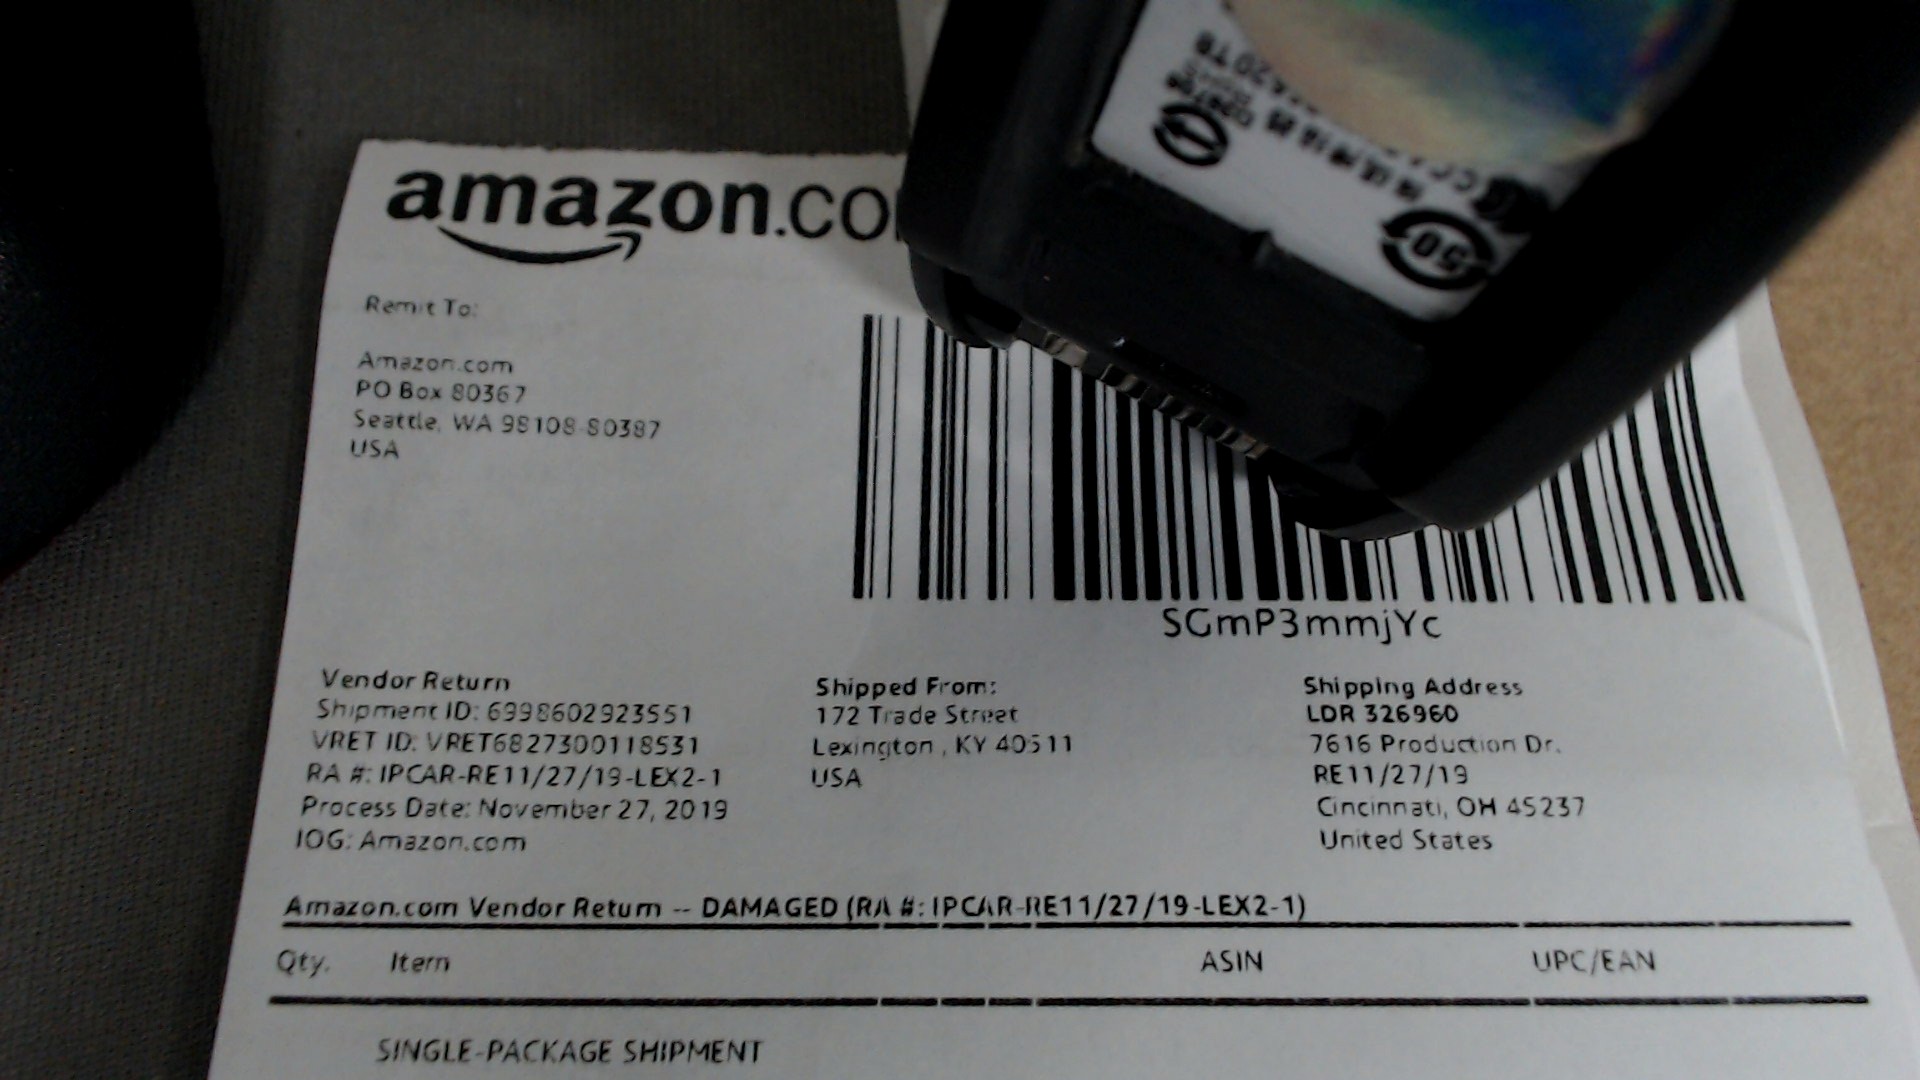 amazon.co
Remit To:
Amazon.com
PO Box 80367
Seattle, WA 98108-80387
USA
SGmP3mmjYc
Vendor Return
Shipment ID: 6998602923551
VRET ID: VRET6827300118531
RA #: IPCAR-RE11/27/19-LEX2-1
Process Date: November 27, 2019
IOG: Amazon.com
Shipped From:
172 Trade Street
Lexington , KY 40511
USA
Shipping Address
LDR 326960
7616 Production Dr.
RE11/27/19
Cincinnati, OH 45237
United States
Amazon.com Vendor Return -- DAMAGED (RA #: IPCAR-RE11/27/19-LEX2-1)
Qty. Item ASIN UPC/EAN
SINGLE-PACKAGE SHIPMENT
50